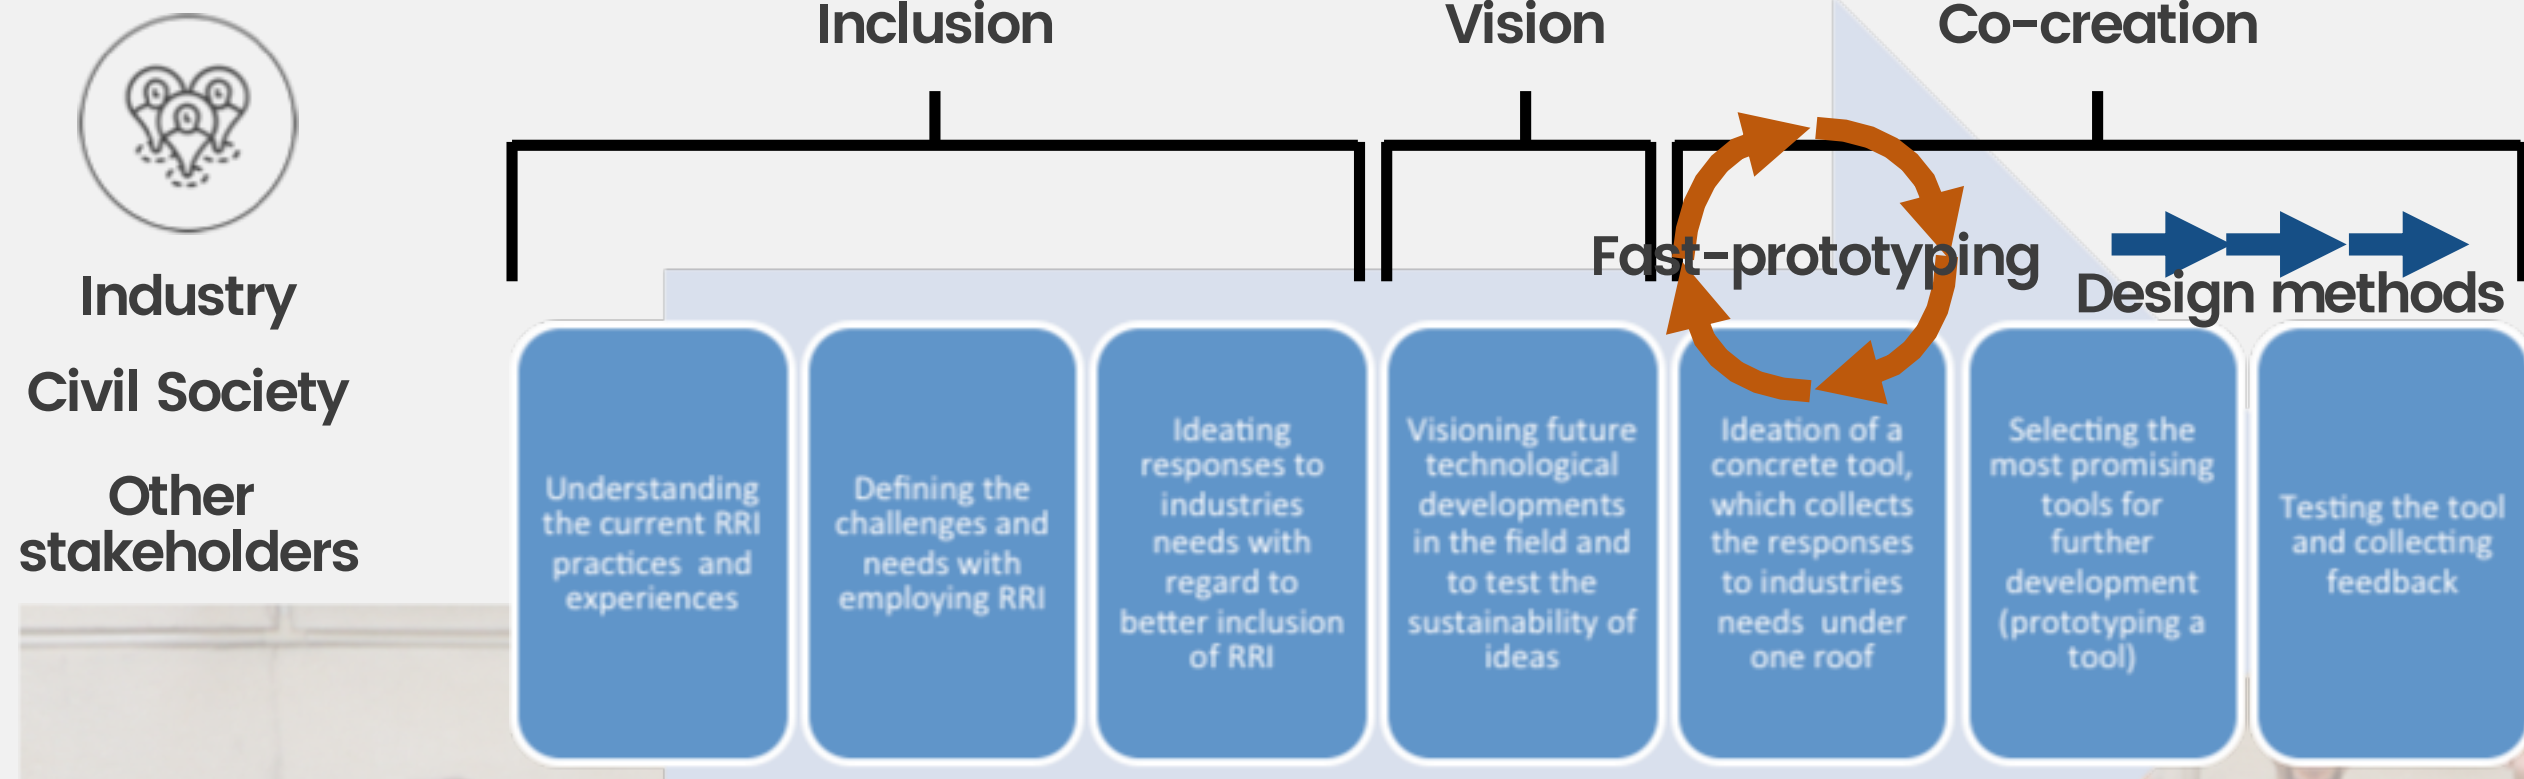 Inclusion
Vision
Co-creation
Fast-prototyping
Design methods
Industry
Civil Society
Other
stakeholders
Understanding
the current RRI
practices and
experiences
Defining the
challenges and
needs with
employing RRI
Ideating
responses to
industries
needs with
regard to
better inclusion
of RRI
Visioning future
technological
developments
in the field and
to test the
sustainability of
ideas
Ideation of a
concrete tool,
which collects
the responses
to industries
needs under
one roof
Selecting the
most promising
tools for
further
development
(prototyping a
tool)
Testing the tool
and collecting
feedback